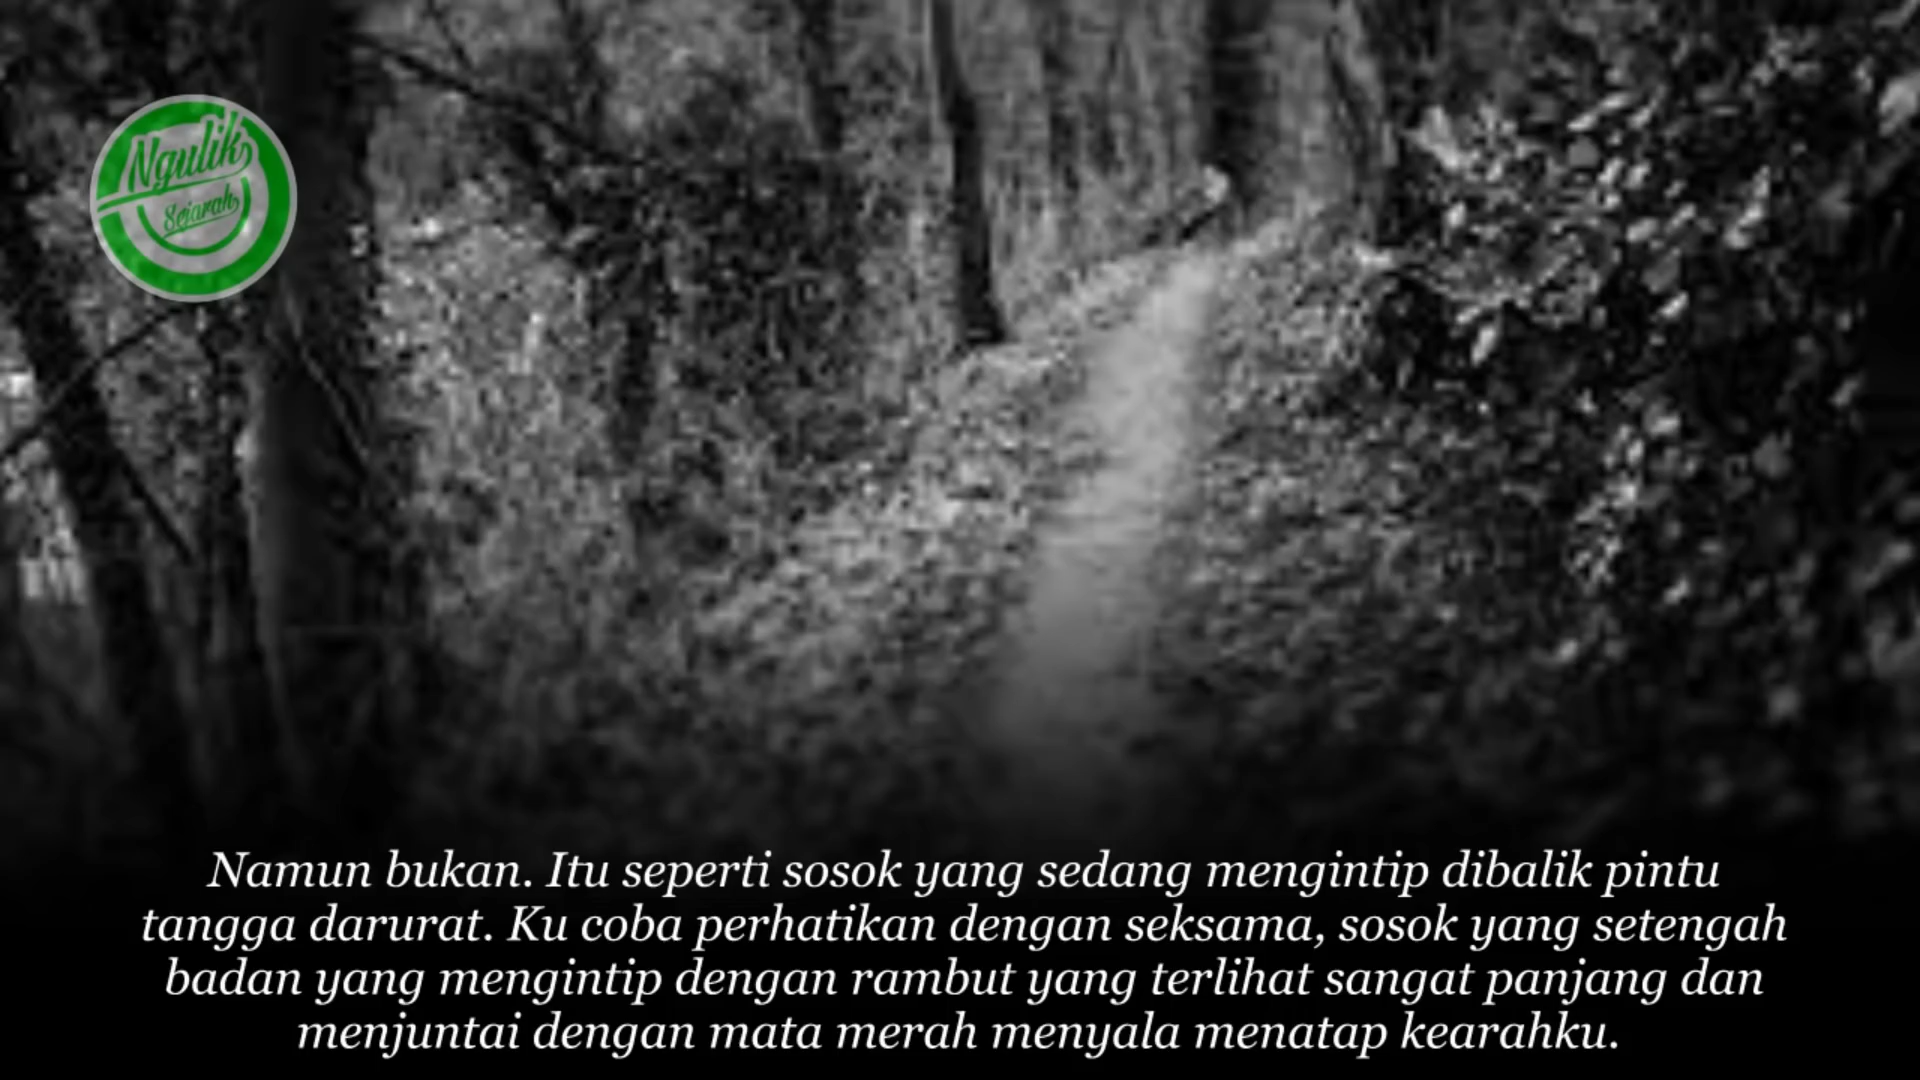 Ngulik
Sejarah
Namun bukan. Itu seperti sosok yang sedang mengintip dibalik pintu
tangga darurat. Ku coba perhatikan dengan seksama, sosok yang setengah
badan yang mengintip dengan rambut yang terlihat sangat panjang dan
menjuntai dengan mata merah menyala menatap kearahku.